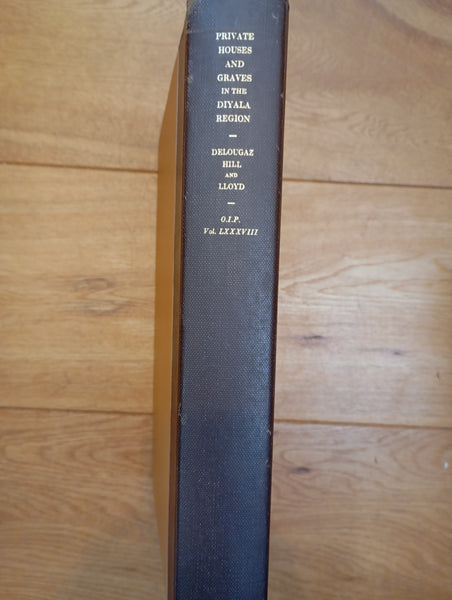 PRIVATE
HOUSES
AND
GRAVES
IN THE
DIYALA
REGION
—
DELOUGAZ
HILL
AND
LLOYD
—
O.I.P.
Vol. LXXXVIII